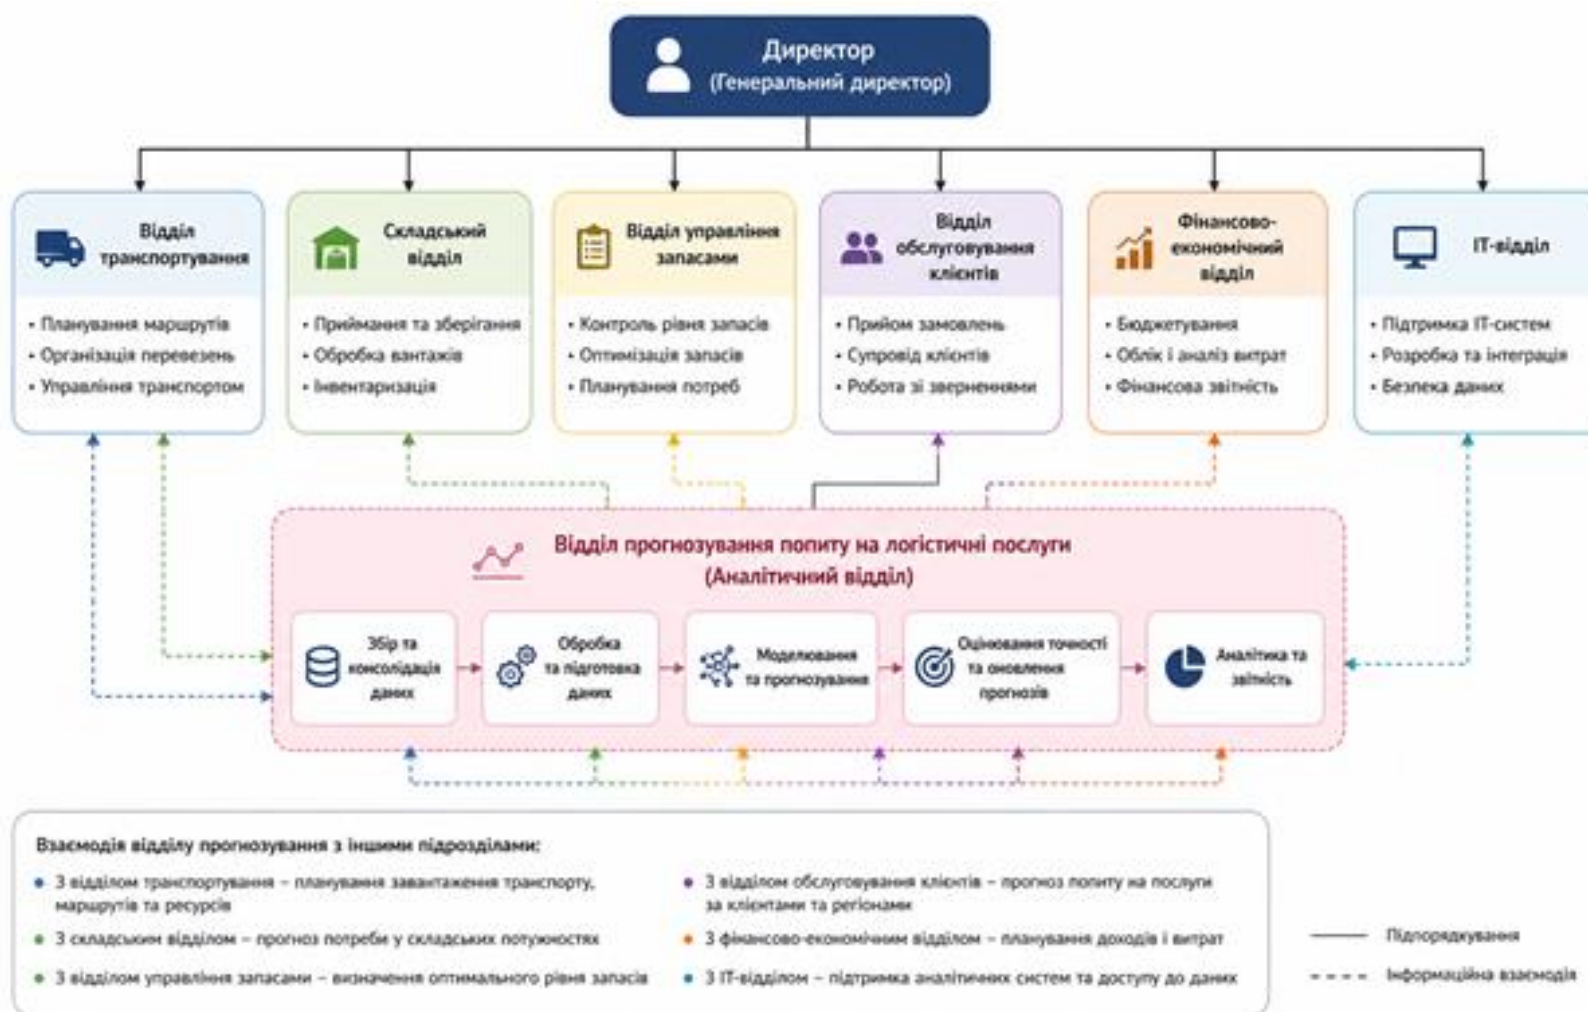 Директор
(Генеральний директор)
Відділ
транспортування
• Планування маршрутів
• Організація перевезень
• Управління транспортом
Складський
відділ
• Приймання та зберігання
• Обробка вантажів
• Інвентаризація
Відділ управління
запасами
• Контроль рівня запасів
• Оптимізація запасів
• Планування потреб
Відділ
обслуговування
клієнтів
• Прийом замовлень
• Супровід клієнтів
• Робота зі зверненнями
Фінансово-
економічний
відділ
• Бюджетування
• Облік і аналіз витрат
• Фінансова звітність
ІТ-відділ
• Підтримка ІТ-систем
• Розробка та інтеграція
• Безпека даних
Відділ прогнозування попиту на логістичні послуги
(Аналітичний відділ)
Збір та
консолідація
даних
Обробка
та підготовка
даних
Моделювання
та прогнозування
Оцінювання точності
та оновлення
прогнозів
Аналітика та
звітність
Взаємодія відділу прогнозування з іншими підрозділами:
• З відділом транспортування – планування завантаження транспорту,
маршрутів та ресурсів
• З складським відділом – прогноз потреби у складських потужностях
• З відділом управління запасами – визначення оптимального рівня запасів
• З відділом обслуговування клієнтів – прогноз попиту на послуги
за клієнтами та регіонами
• З фінансово-економічним відділом – планування доходів і витрат
• З ІТ-відділом – підтримка аналітичних систем та доступу до даних
Підпорядкування
Інформаційна взаємодія